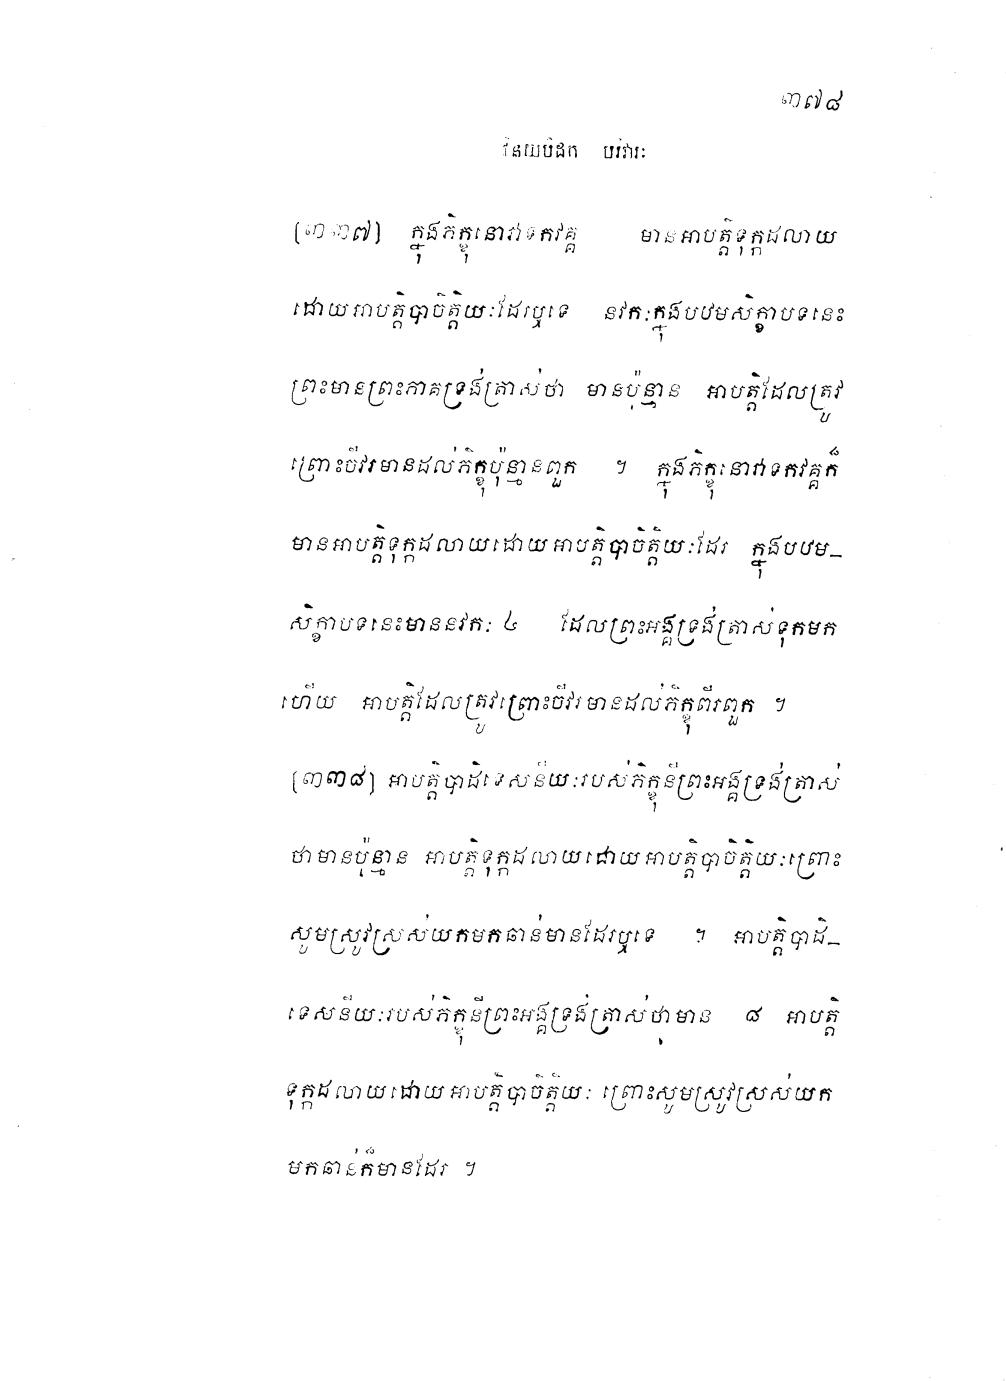 ៣៧៨
វិនយបិដក បរិវារៈ
[៣៣៧] ក្នុងភិក្ខុនោវាទកវគ្គ មានអាបត្តិទុក្កដលាយ
ដោយអាបត្តិបាចិត្តិយៈដែរឬទេ នវកៈក្នុងបឋមសិក្ខាបទនេះ
ព្រះមានព្រះភាគទ្រង់ត្រាស់ថា មានប៉ុន្មាន អាបត្តិដែលត្រូវ
ព្រោះចីវរមានដល់ភិក្ខុប៉ុន្មានពួក ។ ក្នុងភិក្ខុនោវាទកវគ្គក៏
មានអាបត្តិទុក្កដលាយដោយអាបត្តិបាចិត្តិយៈដែរ ក្នុងបឋម–
សិក្ខាបទនេះមាននវកៈ ៤ ដែលព្រះអង្គទ្រង់ត្រាស់ទុកមក
ហើយ អាបត្តិដែលត្រូវព្រោះចីវរមានដល់ភិក្ខុពីរពួក ។
[៣៣៨] អាបត្តិបាដិទេសនីយៈរបស់ភិក្ខុនីព្រះអង្គទ្រង់ត្រាស់
ថាមានប៉ុន្មាន អាបត្តិទុក្កដលាយដោយអាបត្តិបាចិត្តិយៈព្រោះ
សូមស្រូវស្រស់យកមកឆាន់មានដែរឬទេ ។ អាបត្តិបាដិ–
ទេសនីយៈរបស់ភិក្ខុនីព្រះអង្គទ្រង់ត្រាស់ថាមាន ៨ អាបត្តិ
ទុក្កដលាយដោយអាបត្តិបាចិត្តិយៈ ព្រោះសូមស្រូវស្រស់យក
មកឆាន់ក៏មានដែរ ។